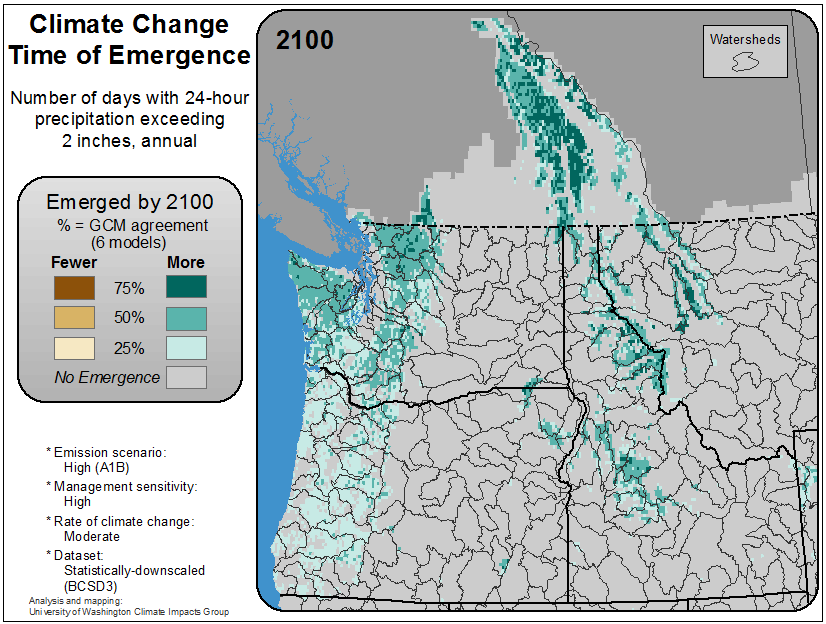 Climate Change
Time of Emergence
Number of days with 24-hour
precipitation exceeding
2 inches, annual
Emerged by 2100
% = GCM agreement
(6 models)
Fewer More
75%
50%
25%
No Emergence
* Emission scenario:
High (A1B)
* Management sensitivity:
High
* Rate of climate change:
Moderate
* Dataset:
Statistically-downscaled
(BCSD3)
Analysis and mapping:
University of Washington Climate Impacts Group
2100
Watersheds